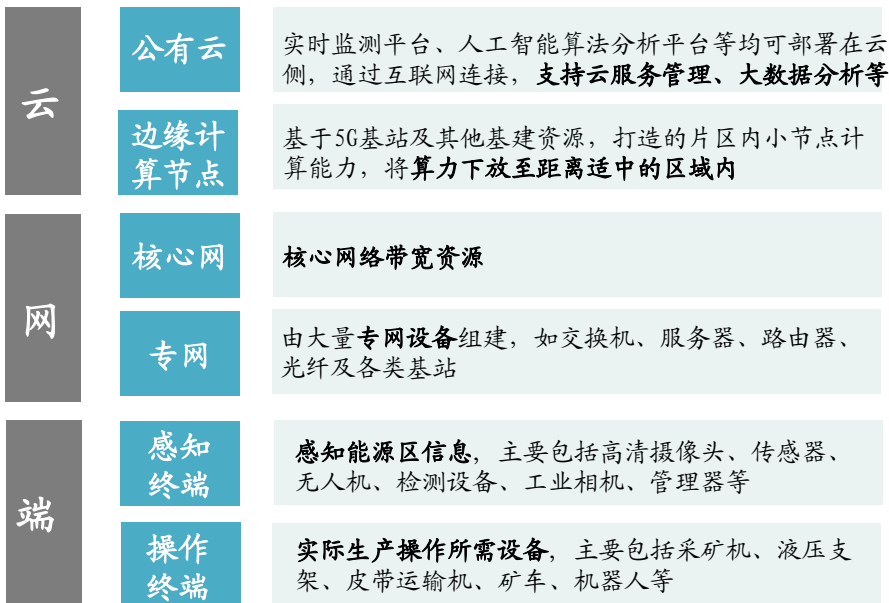 云
公有云
实时监测平台、人工智能算法分析平台等均可部署在云
侧，通过互联网连接，支持云服务管理、大数据分析等
边缘计
算节点
基于5G基站及其他基建资源，打造的片区内小节点计
算能力，将算力下放至距离适中的区域内
网
核心网
核心网络带宽资源
专网
由大量专网设备组建，如交换机、服务器、路由器、
光纤及各类基站
端
感知
终端
感知能源区信息，主要包括高清摄像头、传感器、
无人机、检测设备、工业相机、管理器等
操作
终端
实际生产操作所需设备，主要包括采矿机、液压支
架、皮带运输机、矿车、机器人等